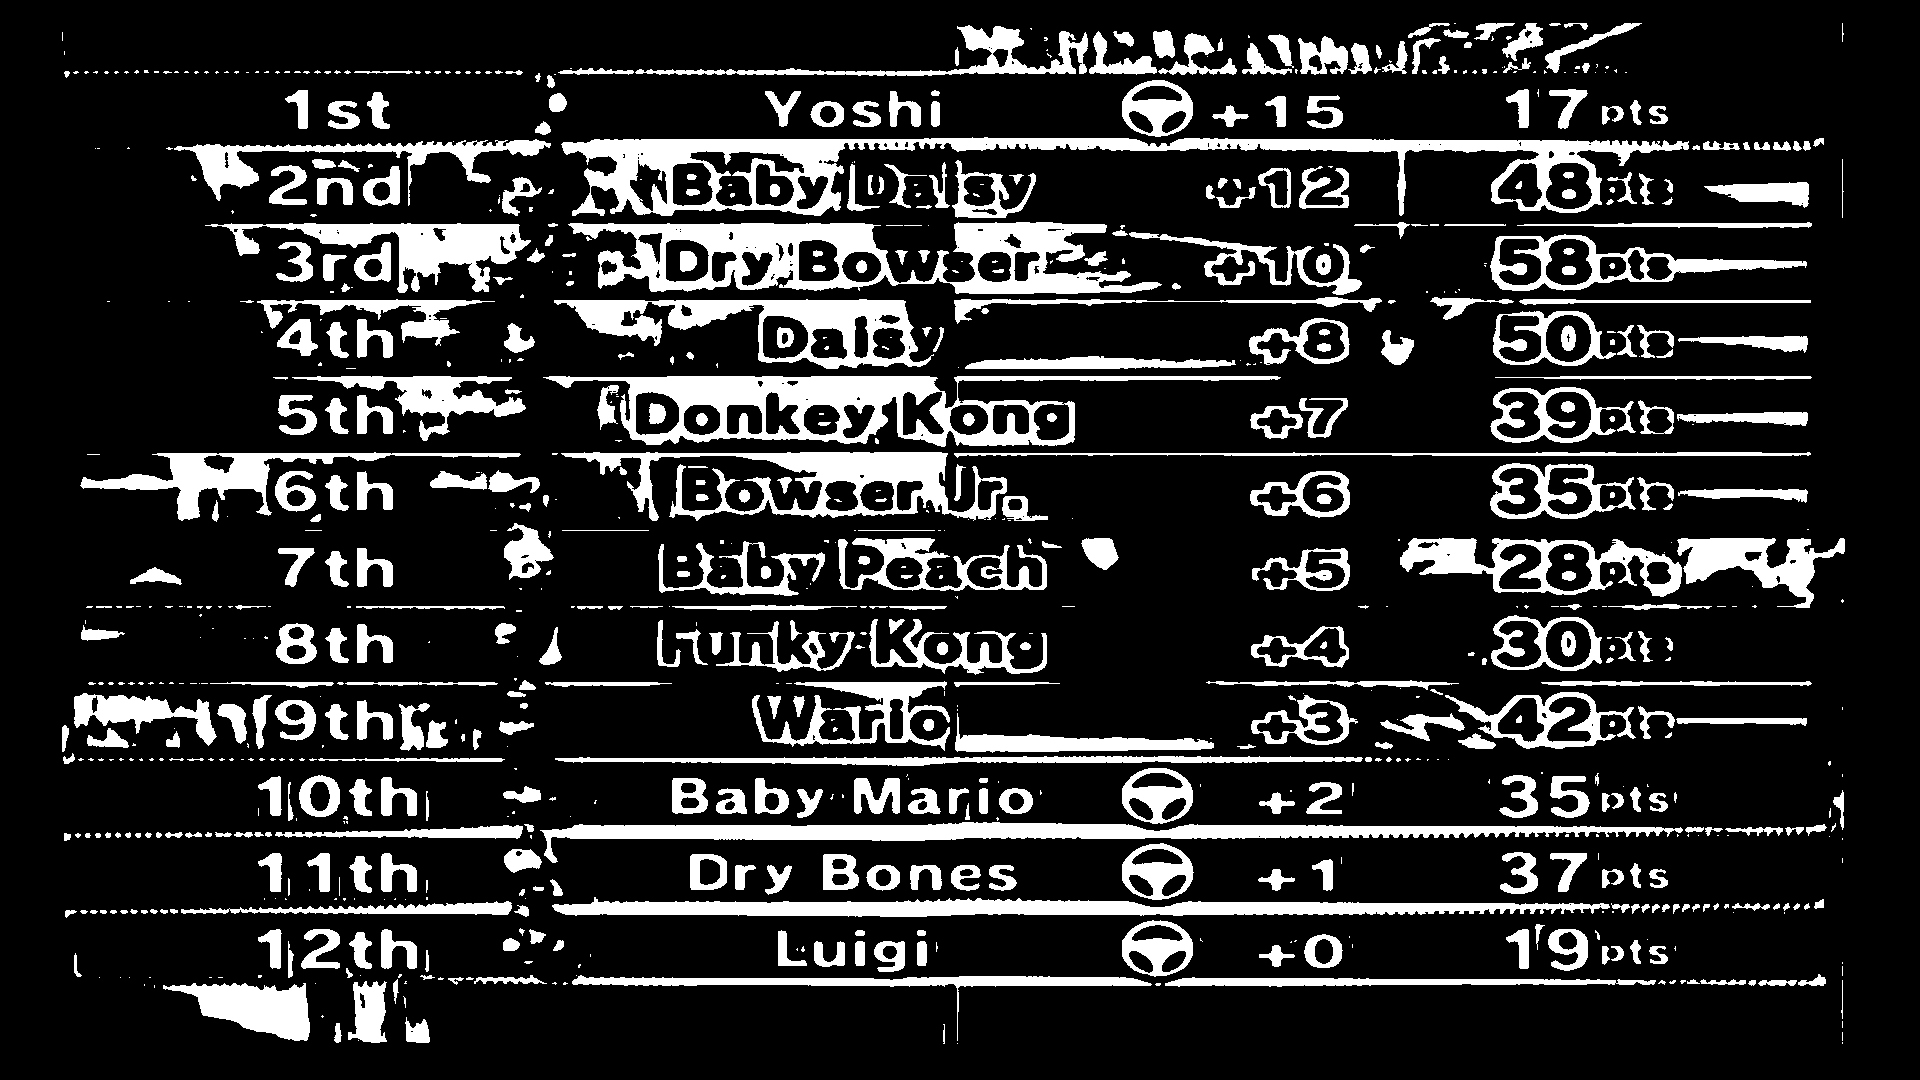 1st Yoshi +15 17pts
2nd Baby Daisy +12 48pts
3rd Dry Bowser +10 58pts
4th Daisy +8 50pts
5th Donkey Kong +7 39pts
6th Bowser Jr. +6 35pts
7th Baby Peach +5 28pts
8th Funky Kong +4 30pts
9th Wario +3 42pts
10th Baby Mario +2 35pts
11th Dry Bones +1 37pts
12th Luigi +0 19pts